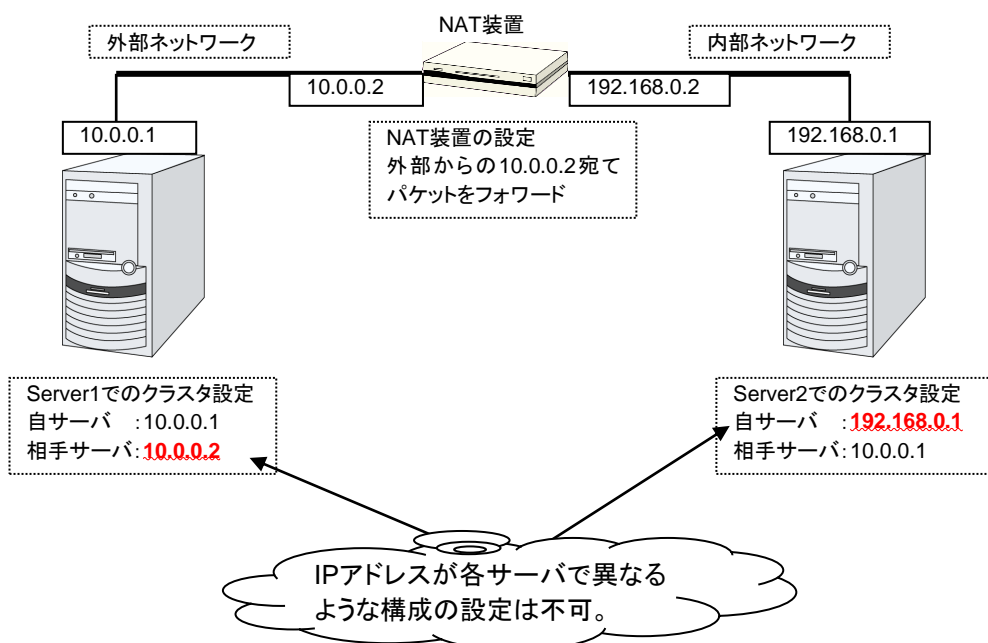 NAT装置
外部ネットワーク
内部ネットワーク
10.0.0.2
192.168.0.2
10.0.0.1
192.168.0.1
NAT装置の設定
外部からの10.0.0.2宛て
パケットをフォワード
Server1でのクラスタ設定
自サーバ :10.0.0.1
相手サーバ:10.0.0.2
Server2でのクラスタ設定
自サーバ :192.168.0.1
相手サーバ:10.0.0.1
IPアドレスが各サーバで異なる
ような構成の設定は不可。